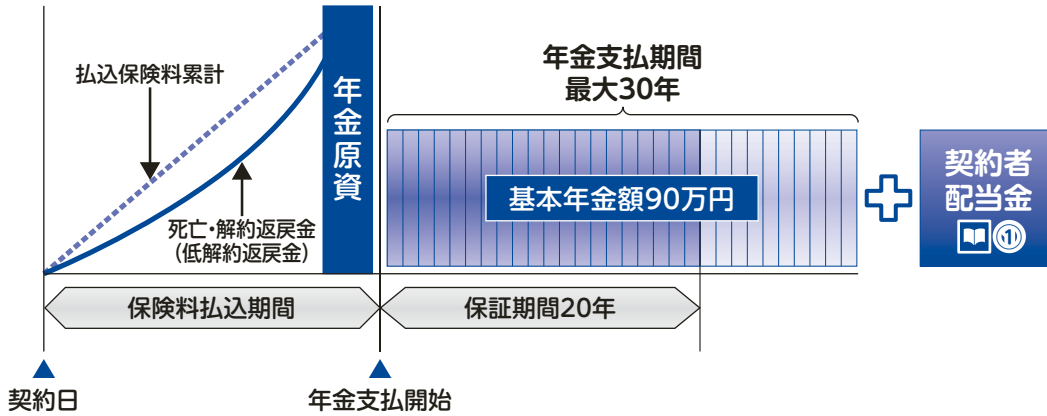 払込保険料累計
年金原資
年金支払期間
最大30年
基本年金額90万円
死亡・解約返戻金
(低解約返戻金)
契約者
配当金
1
保険料払込期間
保証期間20年
契約日
年金支払開始